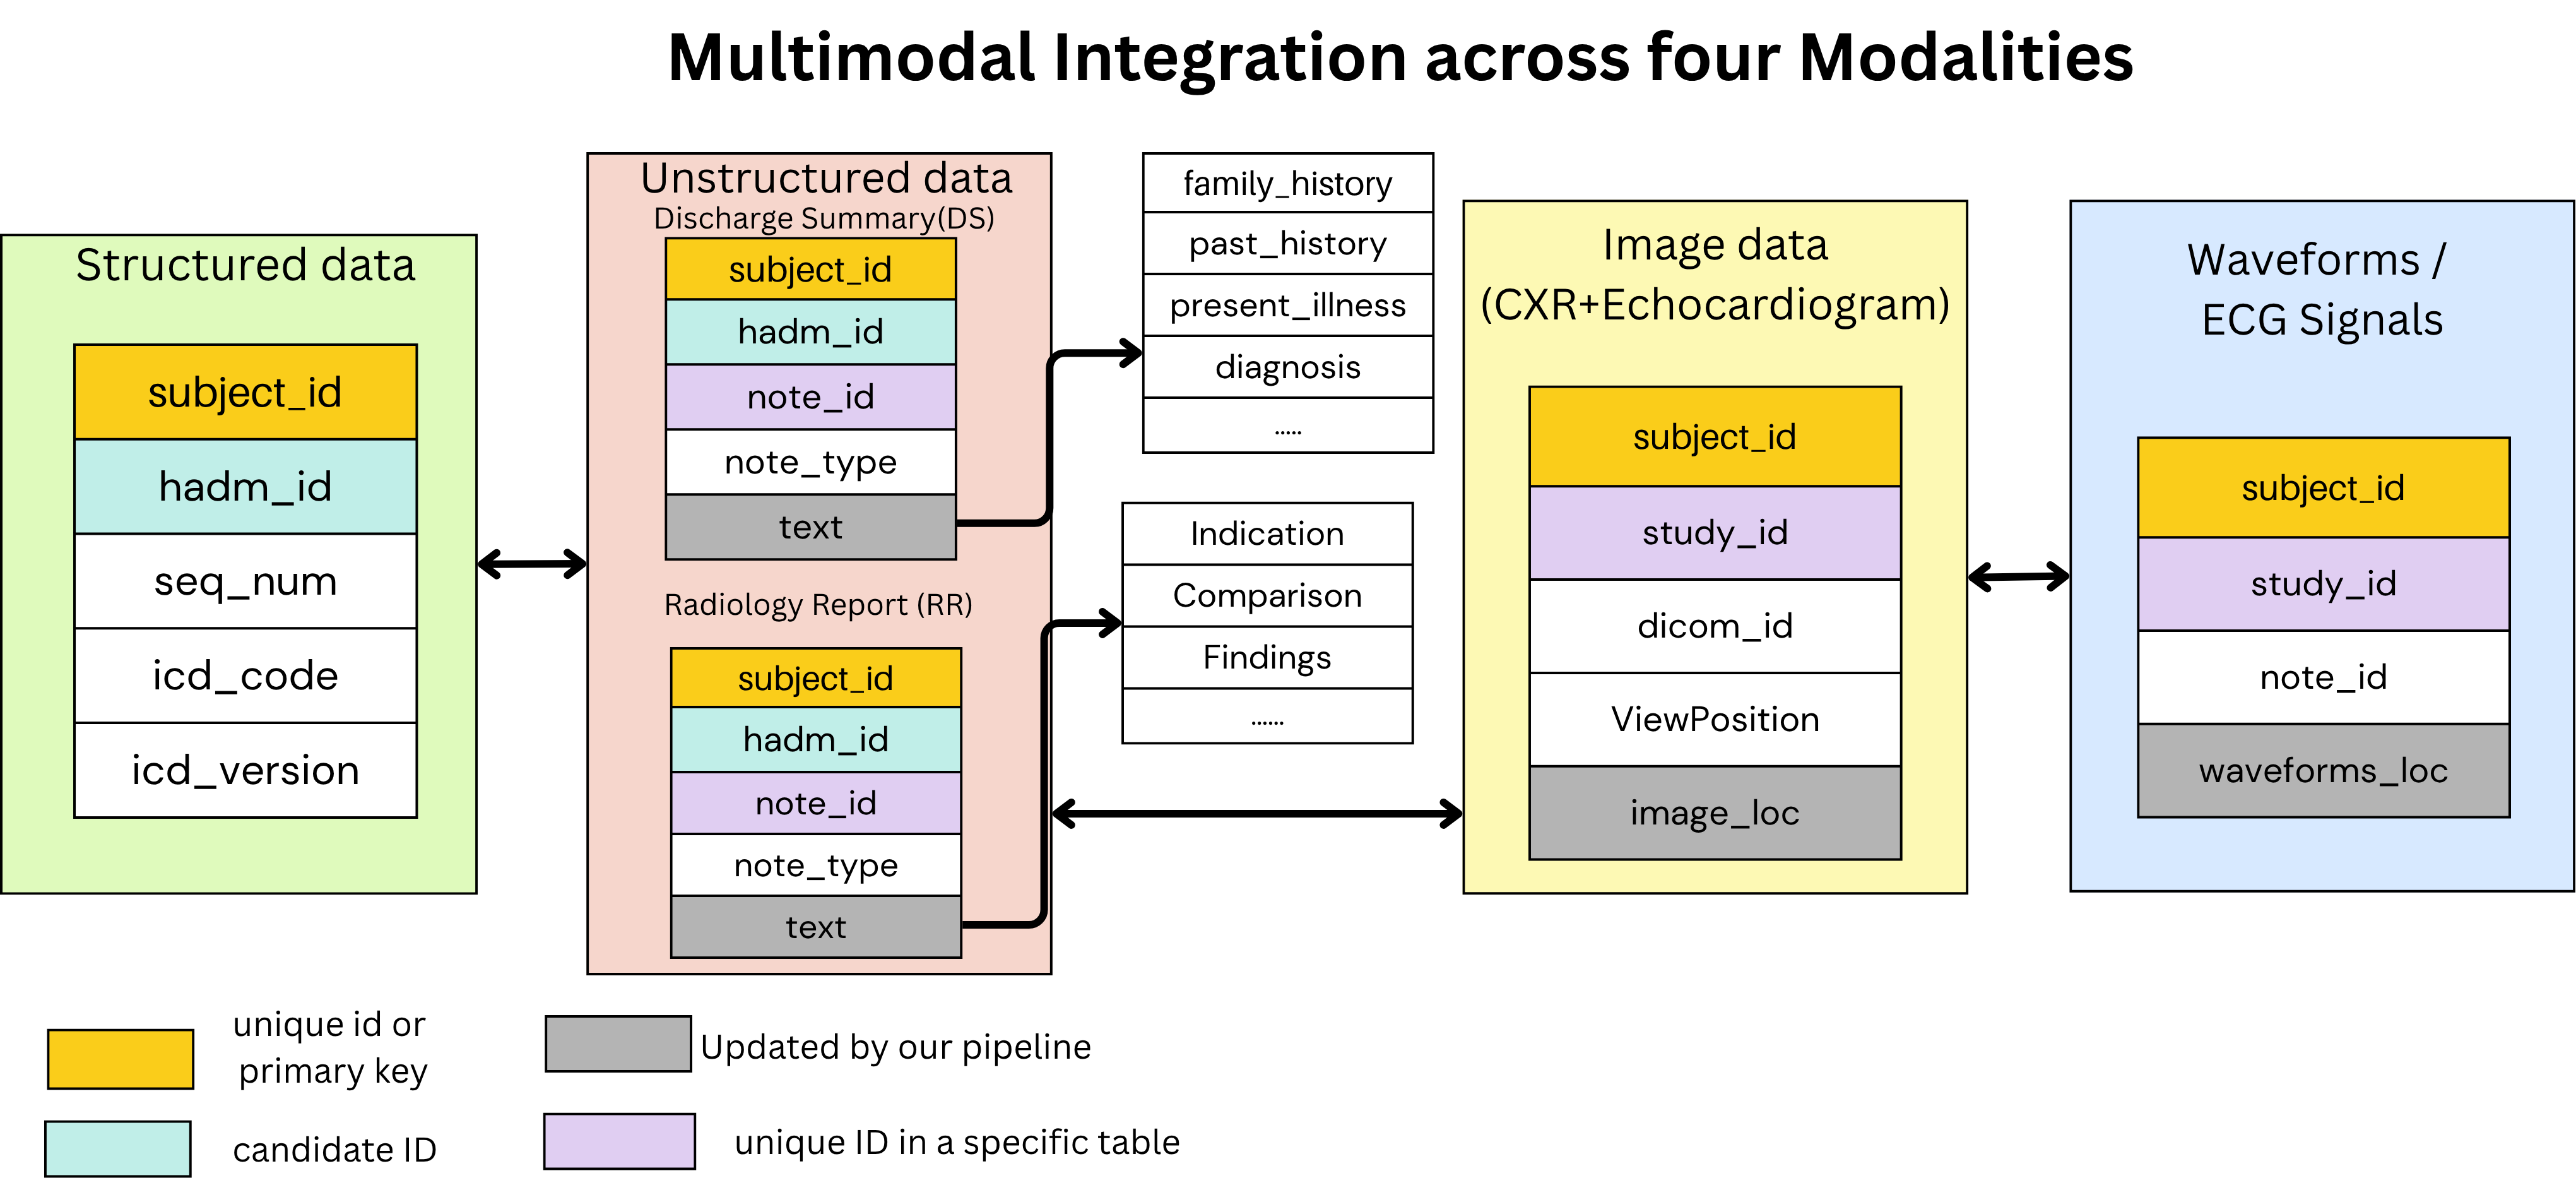 Multimodal Integration across four Modalities
Structured data
subject_id
hadm_id
seq_num
icd_code
icd_version
Unstructured data
Discharge Summary(DS)
subject_id
hadm_id
note_id
note_type
text
Radiology Report (RR)
subject_id
hadm_id
note_id
note_type
text
family_history
past_history
present_illness
diagnosis
.....
Indication
Comparison
Findings
......
Image data
(CXR+Echocardiogram)
subject_id
study_id
dicom_id
ViewPosition
image_loc
Waveforms /
ECG Signals
subject_id
study_id
note_id
waveforms_loc
unique id or
primary key
candidate ID
Updated by our pipeline
unique ID in a specific table